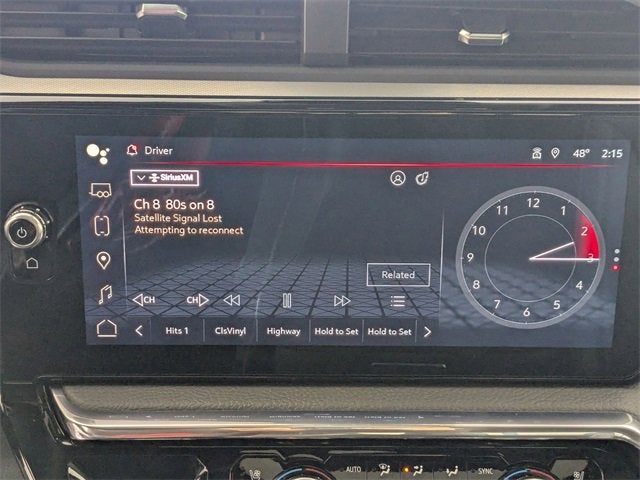 Driver
48° 2:15
SiriusXM
Ch 8 80s on 8
Satellite Signal Lost
Attempting to reconnect
Related
CH CH
Hits 1 ClsVinyl Highway Hold to Set Hold to Set
12
11 1
10 2
9 3
8 4
7 5
6
AUTO SYNC